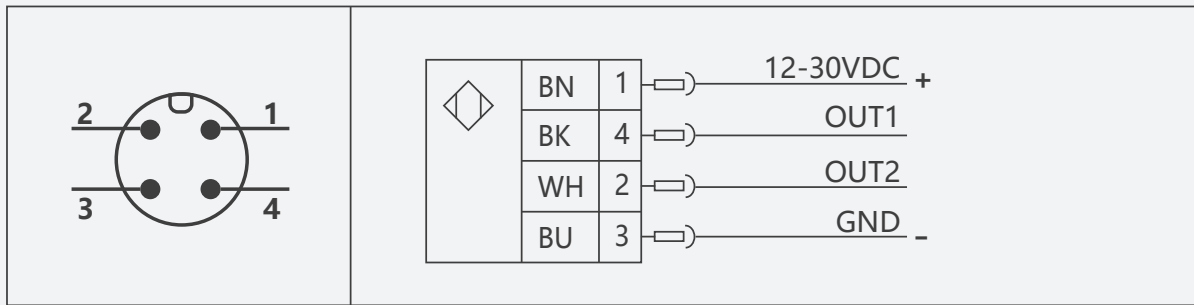 2 1
3 4
BN 1 12-30VDC +
BK 4 OUT1
WH 2 OUT2
BU 3 GND -